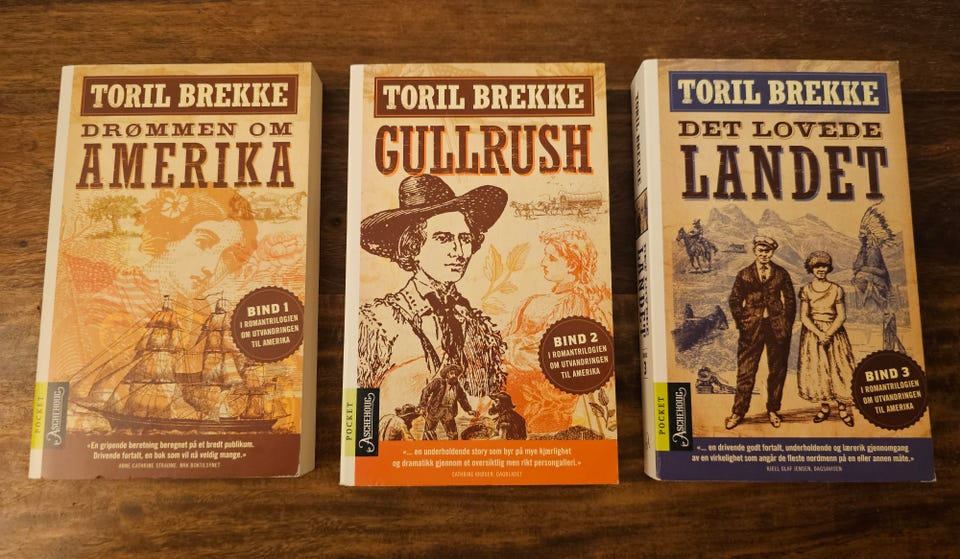 TORIL BREKKE
DRØMMEN OM
AMERIKA
BIND 1
I ROMANTRILOGIEN
OM UTVANDRINGEN
TIL AMERIKA
POCKET
ASCHEHOUG
«En gripende beretning beregnet på et bredt publikum.
Drivende fortalt, en bok som vil nå veldig mange.»
ANNE CATHRINE STRAUME, NRK BOKTILSYNET
TORIL BREKKE
GULLRUSH
BIND 2
I ROMANTRILOGIEN
OM UTVANDRINGEN
TIL AMERIKA
POCKET
ASCHEHOUG
«... en underholdende story som byr på mye kjærlighet
og dramatikk gjennom et oversiktlig men rikt persongalleri.»
CATHRINE KRØGER, DAGBLADET
TORIL BREKKE
DET LOVEDE
LANDET
BIND 3
I ROMANTRILOGIEN
OM UTVANDRINGEN
TIL AMERIKA
POCKET
ASCHEHOUG
«... en drivende godt fortalt, underholdende og lærerik gjennomgang
av en virkelighet som angår de fleste nordmenn på en eller annen måte.»
KJELL OLAF JENSEN, DAGSAVISEN